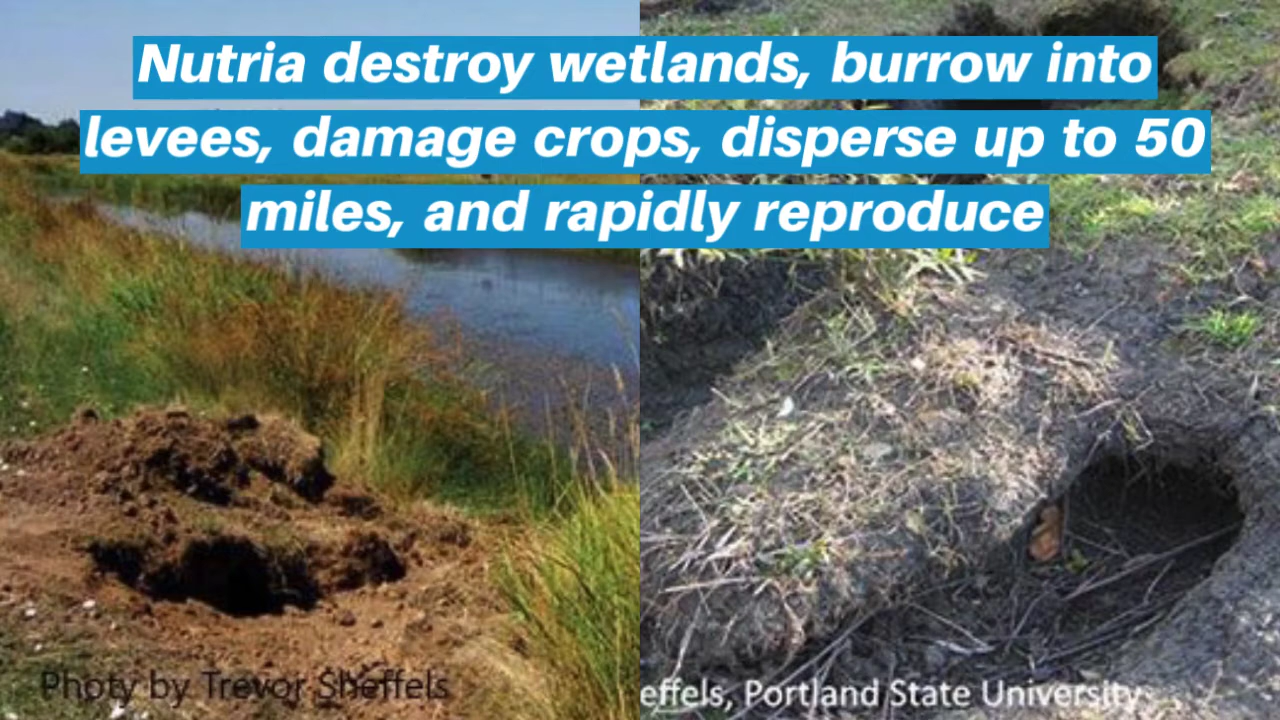 Nutria destroy wetlands, burrow into
levees, damage crops, disperse up to 50
miles, and rapidly reproduce
Photy by Trevor Sheffels
effels, Portland State University